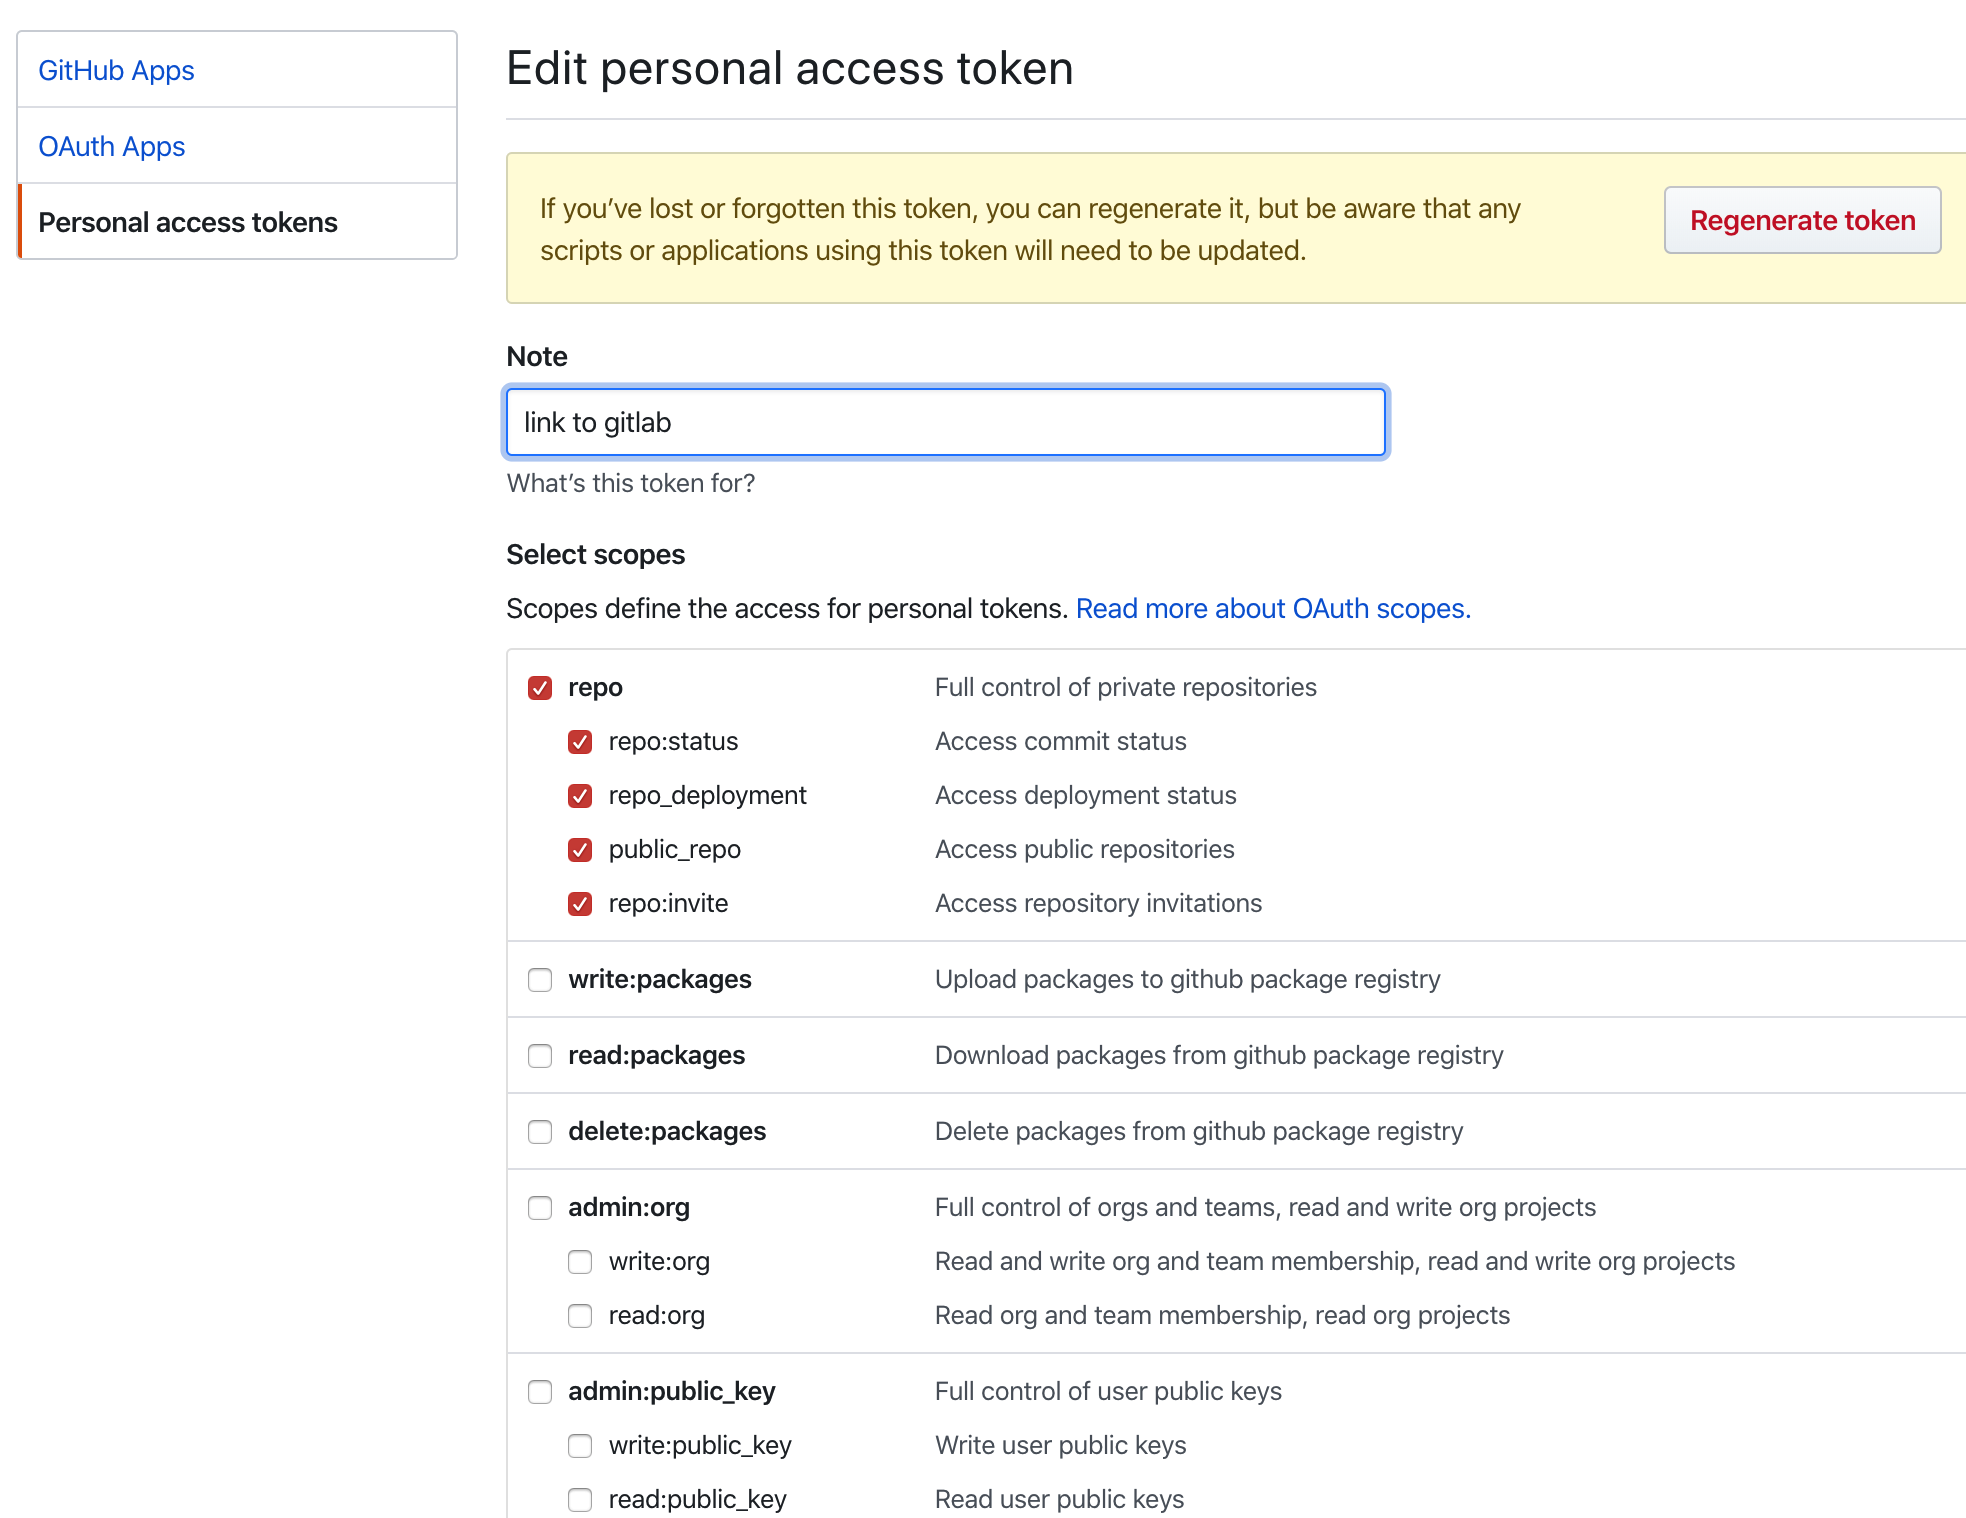 GitHub Apps
OAuth Apps
Personal access tokens
Edit personal access token
If you’ve lost or forgotten this token, you can regenerate it, but be aware that any
scripts or applications using this token will need to be updated.
Regenerate token
Note
link to gitlab
What’s this token for?
Select scopes
Scopes define the access for personal tokens. Read more about OAuth scopes.
repo Full control of private repositories
repo:status Access commit status
repo_deployment Access deployment status
public_repo Access public repositories
repo:invite Access repository invitations
write:packages Upload packages to github package registry
read:packages Download packages from github package registry
delete:packages Delete packages from github package registry
admin:org Full control of orgs and teams, read and write org projects
write:org Read and write org and team membership, read and write org projects
read:org Read org and team membership, read org projects
admin:public_key Full control of user public keys
write:public_key Write user public keys
read:public_key Read user public keys